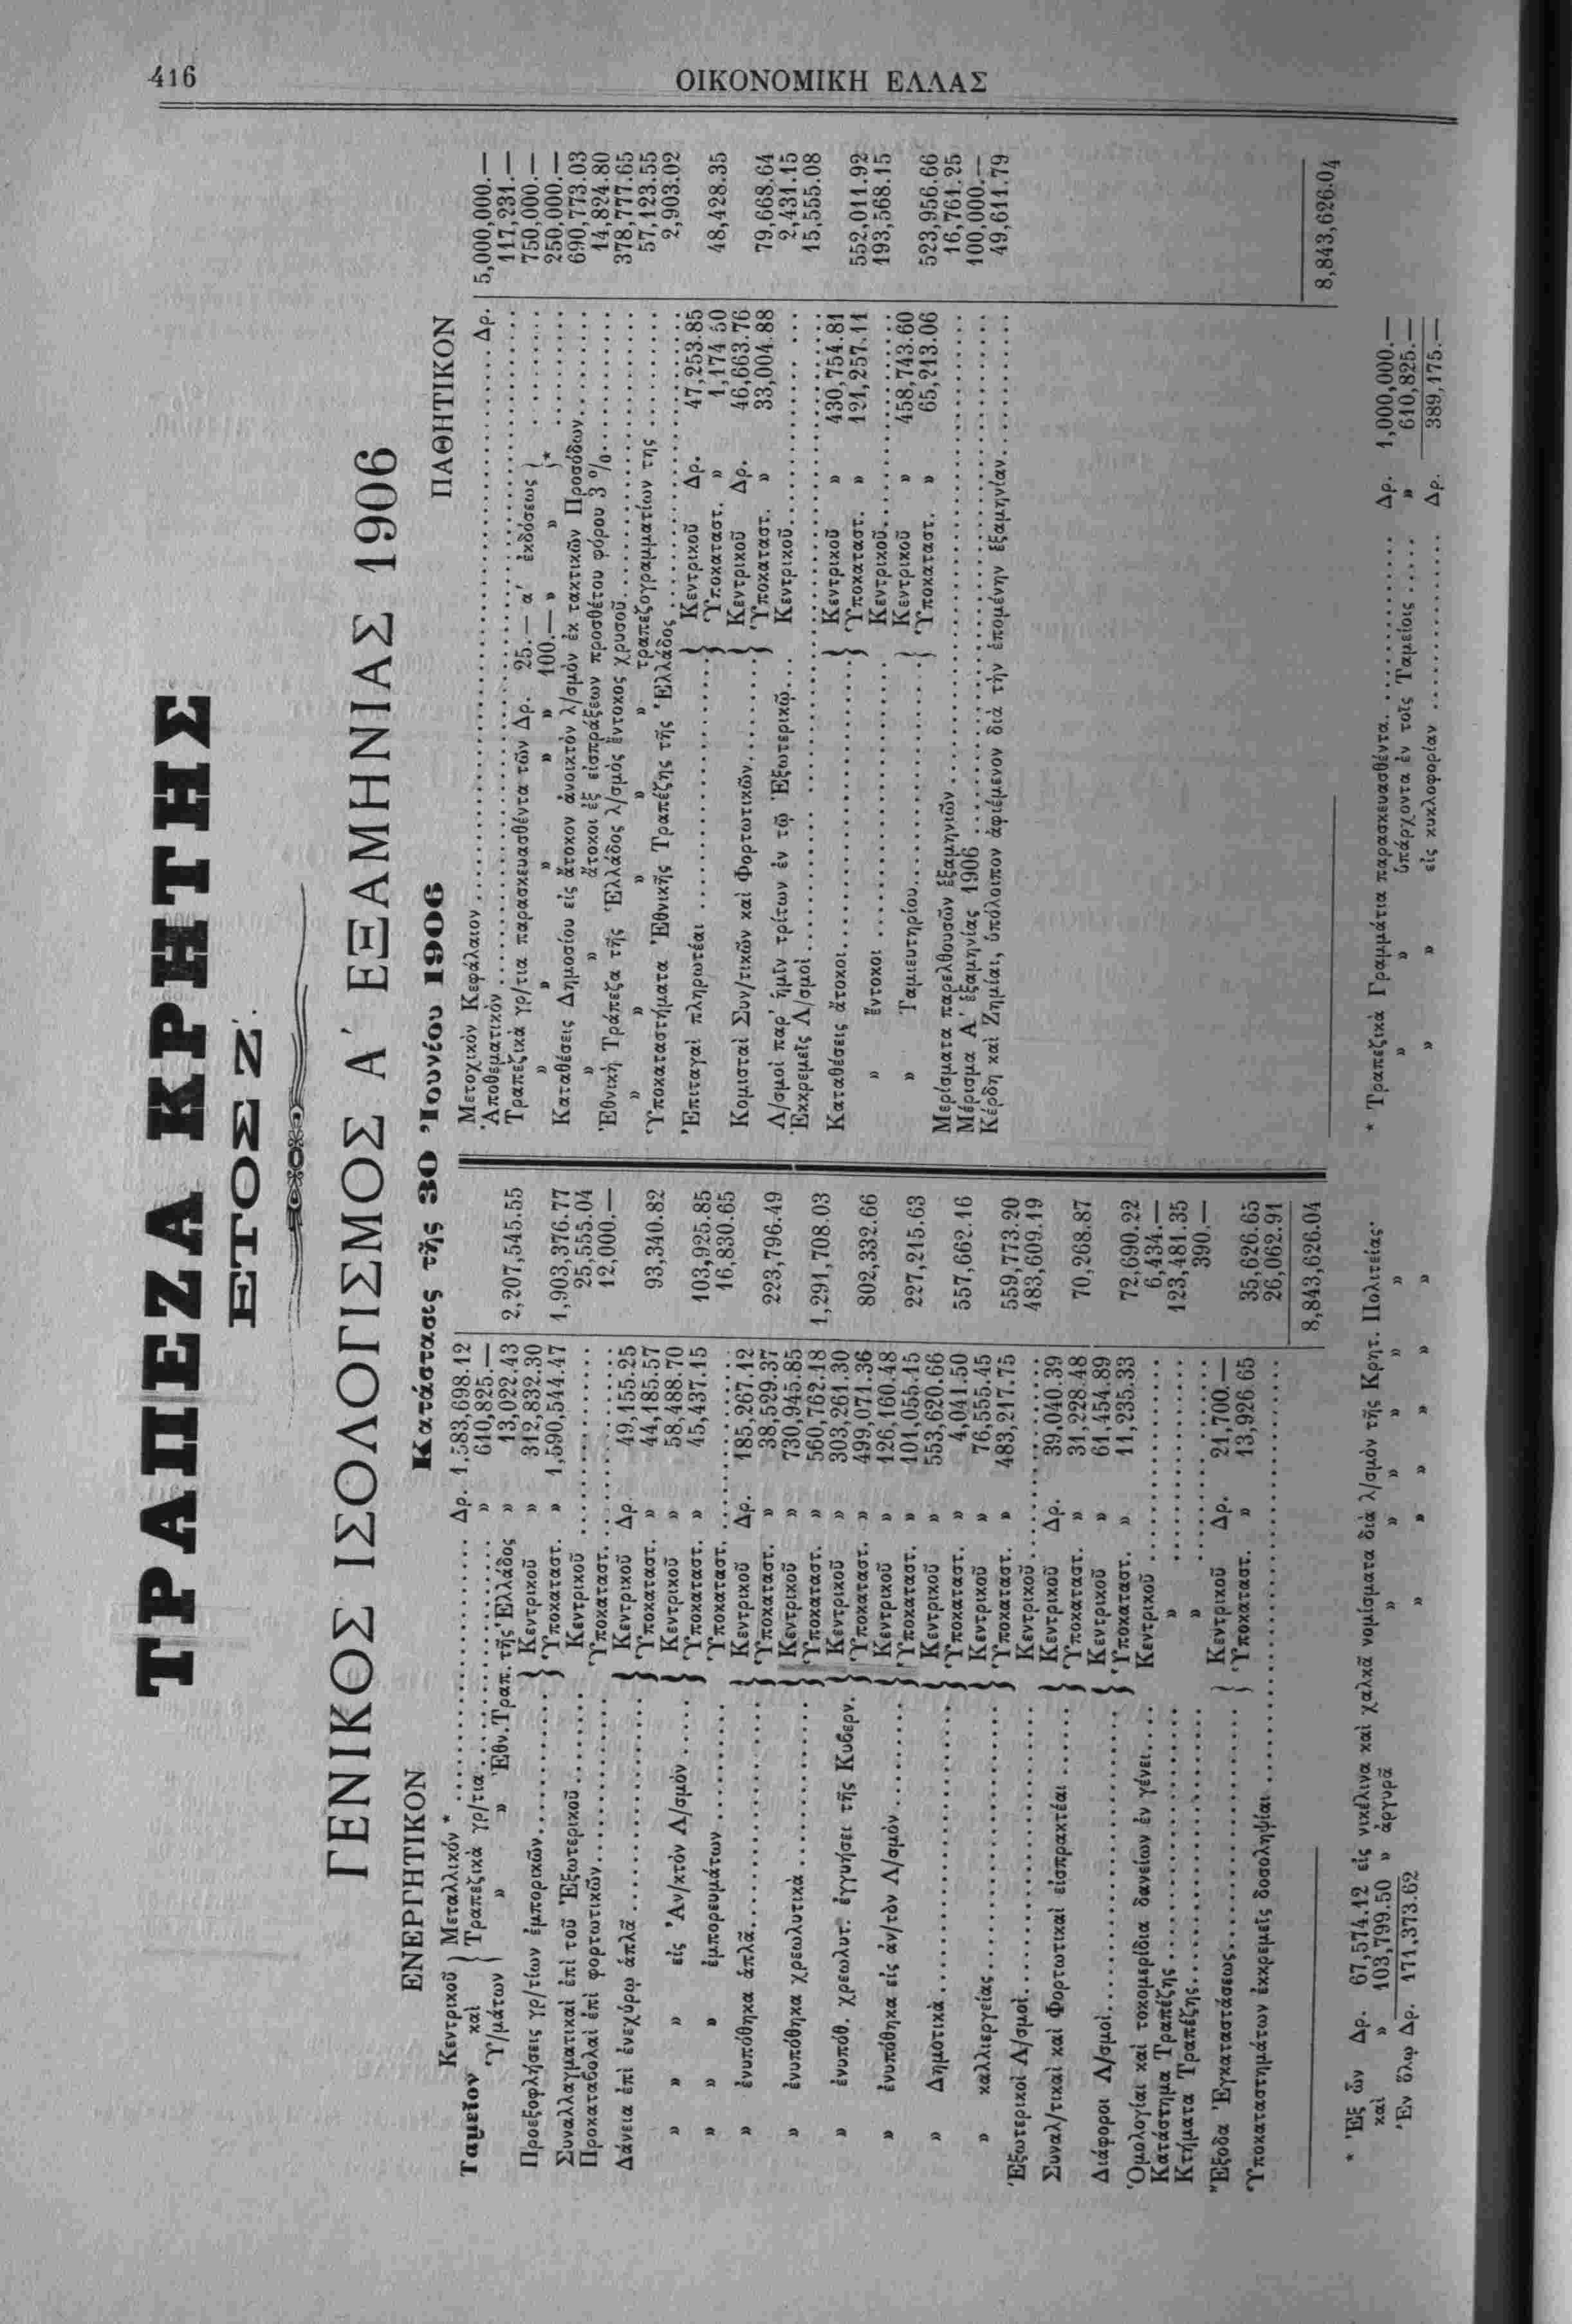 416
ΟΙΚΟΝΟΜΙΚΗ ΕΛΛΑΣ
ΤΡΑΠΕΖΑ ΚΡΗΤΗΣ
ΕΤΟΣ Ζ΄.
ΓΕΝΙΚΟΣ ΙΣΟΛΟΓΙΣΜΟΣ Α΄ ΕΞΑΜΗΝΙΑΣ 1906
Κατάστασις τῆς 30 Ἰουνίου 1906
ΕΝΕΡΓΗΤΙΚΟΝ
Ταμεῖον Κεντρικοῦ καὶ Ὑ/μάτων } Μεταλλικόν * Δρ. 1.583,698.12
Τραπεζικὰ γρ/τια » 610,825.—
» » Ἐθν. Τραπ. τῆς Ἑλλάδος » 13,022.43 2,207,545.55
Προεξοφλήσεις γρ/τίων ἐμπορικῶν } Κεντρικοῦ » 312,832.30
Ὑποκαταστ. » 1,590,544.47 1,903,376.77
Συναλλαγματικαὶ ἐπὶ τοῦ Ἐξωτερικοῦ Κεντρικοῦ 25,555.04
Προκαταβολαὶ ἐπὶ φορτωτικῶν Ὑποκαταστ. 12,000.—
Δάνεια ἐπὶ ἐνεχύρῳ ἁπλᾶ } Κεντρικοῦ Δρ. 49,155.25
Ὑποκαταστ. » 44,185.57 93,340.82
» » » εἰς Ἀν/κτὸν Λ/σμόν } Κεντρικοῦ » 58,488.70
Ὑποκαταστ. » 45,437.15 103,925.85
» » » ἐμπορευμάτων Ὑποκαταστ. 16,830.65
» ἐνυπόθηκα ἁπλᾶ } Κεντρικοῦ Δρ. 185,267.12
Ὑποκαταστ. » 38,529.37 223,796.49
» ἐνυπόθηκα χρεωλυτικὰ } Κεντρικοῦ » 730,945.85
Ὑποκαταστ. » 560,762.18 1,291,708.03
» ἐνυπόθ. χρεωλυτ. ἐγγυήσει τῆς Κυβερν. } Κεντρικοῦ » 303,261.30
Ὑποκαταστ. » 499,071.36 802,332.66
» ἐνυπόθηκα εἰς ἀν/τὸν Λ/σμόν } Κεντρικοῦ » 126,160.48
Ὑποκαταστ. » 101,055.15 227,215.63
» Δημοτικὰ } Κεντρικοῦ » 553,620.66
Ὑποκαταστ. » 4,041.50 557,662.16
» καλλιεργείας } Κεντρικοῦ » 76,555.45
Ὑποκαταστ. » 483,217.75 559,773.20
Ἐξωτερικοὶ Λ/σμοί Κεντρικοῦ 483,609.19
Συναλ/τικαὶ καὶ Φορτωτικαὶ εἰσπρακτέαι } Κεντρικοῦ Δρ. 39,040.39
Ὑποκαταστ. » 31,228.48 70,268.87
Διάφοροι Λ/σμοί } Κεντρικοῦ » 61,454.89
Ὑποκαταστ. » 11,235.33 72,690.22
Ὁμολογίαι καὶ τοκομερίδια δανείων ἐν γένει Κεντρικοῦ 6,434.—
Κατάστημα Τραπέζης » 123,481.35
Κτήματα Τραπέζης » 390.—
Ἔξοδα Ἐγκαταστάσεως } Κεντρικοῦ Δρ. 21,700.—
Ὑποκαταστ. » 13,926.65 35,626.65
Ὑποκαταστημάτων ἐκκρεμεῖς δοσοληψίαι 26,062.91
8,843,626.04
* Ἐξ ὧν Δρ. 67,574.12 εἰς νικέλινα καὶ χαλκᾶ νομίσματα διὰ λ/σμὸν τῆς Κρητ. Πολιτείας.
καὶ » 103,799.50 » ἀργυρᾶ » » » » » »
Ἐν ὅλῳ Δρ. 171,373.62 » » » » » »
ΠΑΘΗΤΙΚΟΝ
Μετοχικὸν Κεφάλαιον Δρ. 5,000,000.—
Ἀποθεματικὸν 117,231.—
Τραπεζικὰ γρ/τια παρασκευασθέντα τῶν Δρ. 25.— α΄ ἐκδόσεως } 750,000.—
» » » » » 100.— » » }* 250,000.—
Καταθέσεις Δημοσίου εἰς ἄτοκον ἀνοικτὸν λ/σμὸν ἐκ τακτικῶν Προσόδων 690,773.03
» » ἄτοκοι ἐξ εἰσπράξεων προσθέτου φόρου 3 % 14,824.80
Ἐθνικὴ Τράπεζα τῆς Ἑλλάδος λ/σμὸς ἔντοκος χρυσοῦ 378,777.65
» » » » » τραπεζογραμματίων της 57,123.55
Ὑποκαταστήματα Ἐθνικῆς Τραπέζης τῆς Ἑλλάδος 2,903.02
Ἐπιταγαὶ πληρωτέαι } Κεντρικοῦ Δρ. 47,253.85
Ὑποκαταστ. » 1,174 50 48,428.35
Κομισταὶ Συν/τικῶν καὶ Φορτωτικῶν } Κεντρικοῦ Δρ. 46,663.76
Ὑποκαταστ. » 33,004.88 79,668.64
Λ/σμοὶ παρ' ἡμῖν τρίτων ἐν τῷ Ἐξωτερικῷ Κεντρικοῦ 2,431.15
Ἐκκρεμεῖς Λ/σμοί 15,555.08
Καταθέσεις ἄτοκοι } Κεντρικοῦ » 430,754.81
Ὑποκαταστ. » 121,257.11 552,011.92
» ἔντοκοι Κεντρικοῦ 193,568.15
» Ταμιευτηρίου } Κεντρικοῦ » 458,743.60
Ὑποκαταστ. » 65,213.06 523,956.66
Μερίσματα παρελθουσῶν ἑξαμηνιῶν 16,761.25
Μέρισμα Α΄ ἑξαμηνίας 1906 100,000.—
Κέρδη καὶ Ζημίαι, ὑπόλοιπον ἀφιέμενον διὰ τὴν ἑπομένην ἑξαμηνίαν 49,611.79
8,843,626.04
* Τραπεζικὰ Γραμμάτια παρασκευασθέντα Δρ. 1,000,000.—
» » ὑπάρχοντα ἐν τοῖς Ταμείοις » 610,825.—
» » εἰς κυκλοφορίαν Δρ. 389,175.—